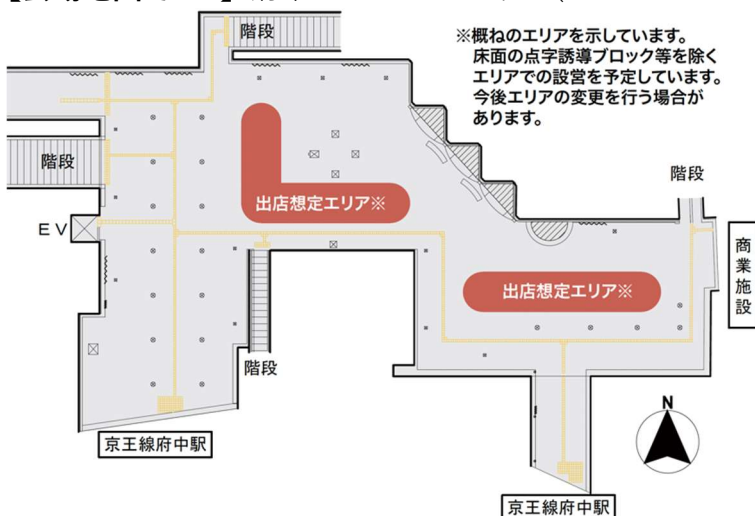 階段
※概ねのエリアを示しています。
床面の点字誘導ブロック等を除く
エリアでの設営を予定しています。
今後エリアの変更を行う場合が
あります。
階段
階段
出店想定エリア※
EV
商業施設
出店想定エリア※
階段
N
京王線府中駅
京王線府中駅